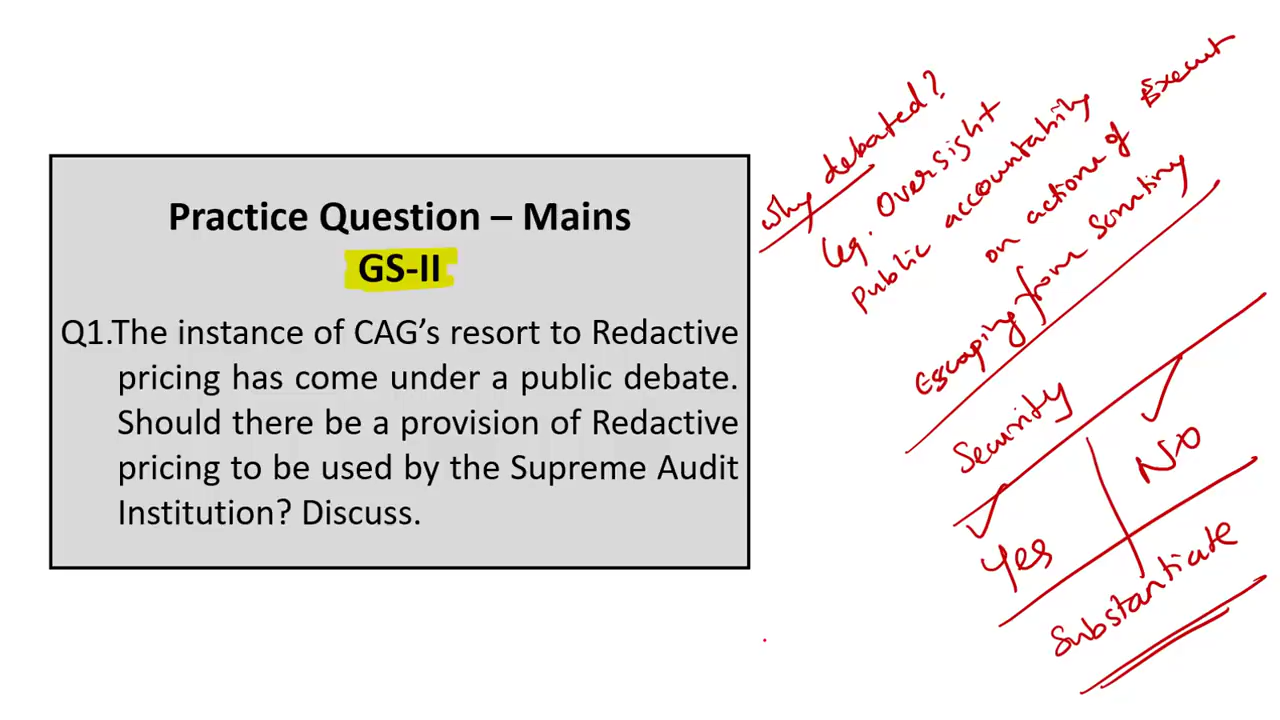 Practice Question – Mains
GS-II
Q1.The instance of CAG’s resort to Redactive
pricing has come under a public debate.
Should there be a provision of Redactive
pricing to be used by the Supreme Audit
Institution? Discuss.
Why debated?
Leg. Oversight
Public accountability
on actions of Execut
Escaping from Scrutiny
Security
Yes
No
Substantiate